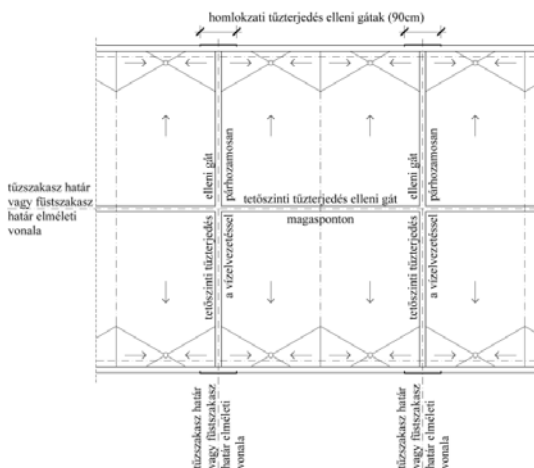 homlokzati tűzterjedés elleni gátak (90cm)
elleni gát
párhozamosan
elleni gát
párhozamosan
tűzszakasz határ
vagy füstszakasz
határ elméleti
vonala
tetőszinti tűzterjedés elleni gát
magasponton
tetőszinti tűzterjedés
a vízelvezetéssel
tetőszinti tűzterjedés
a vízelvezetéssel
tűzszakasz határ
vagy füstszakasz
határ elméleti
vonala
tűzszakasz határ
vagy füstszakasz
határ elméleti
vonala